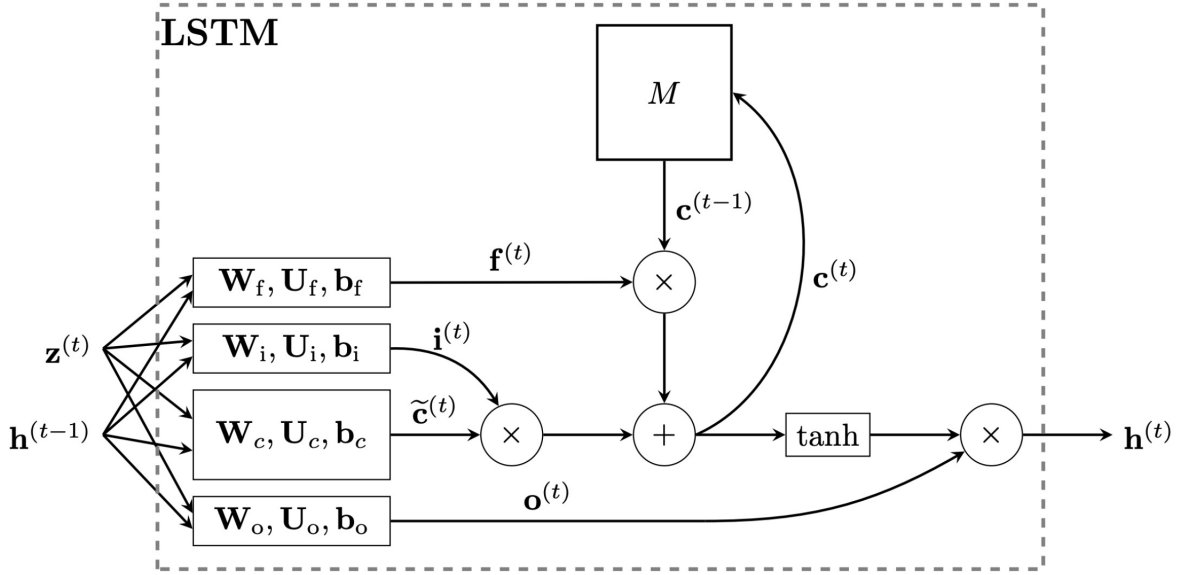 LSTM
M
c^(t−1)
f^(t)
W_f, U_f, b_f
×
c^(t)
i^(t)
W_i, U_i, b_i
z^(t)
c̃^(t)
h^(t−1)
W_c, U_c, b_c
×
+
tanh
×
h^(t)
o^(t)
W_o, U_o, b_o